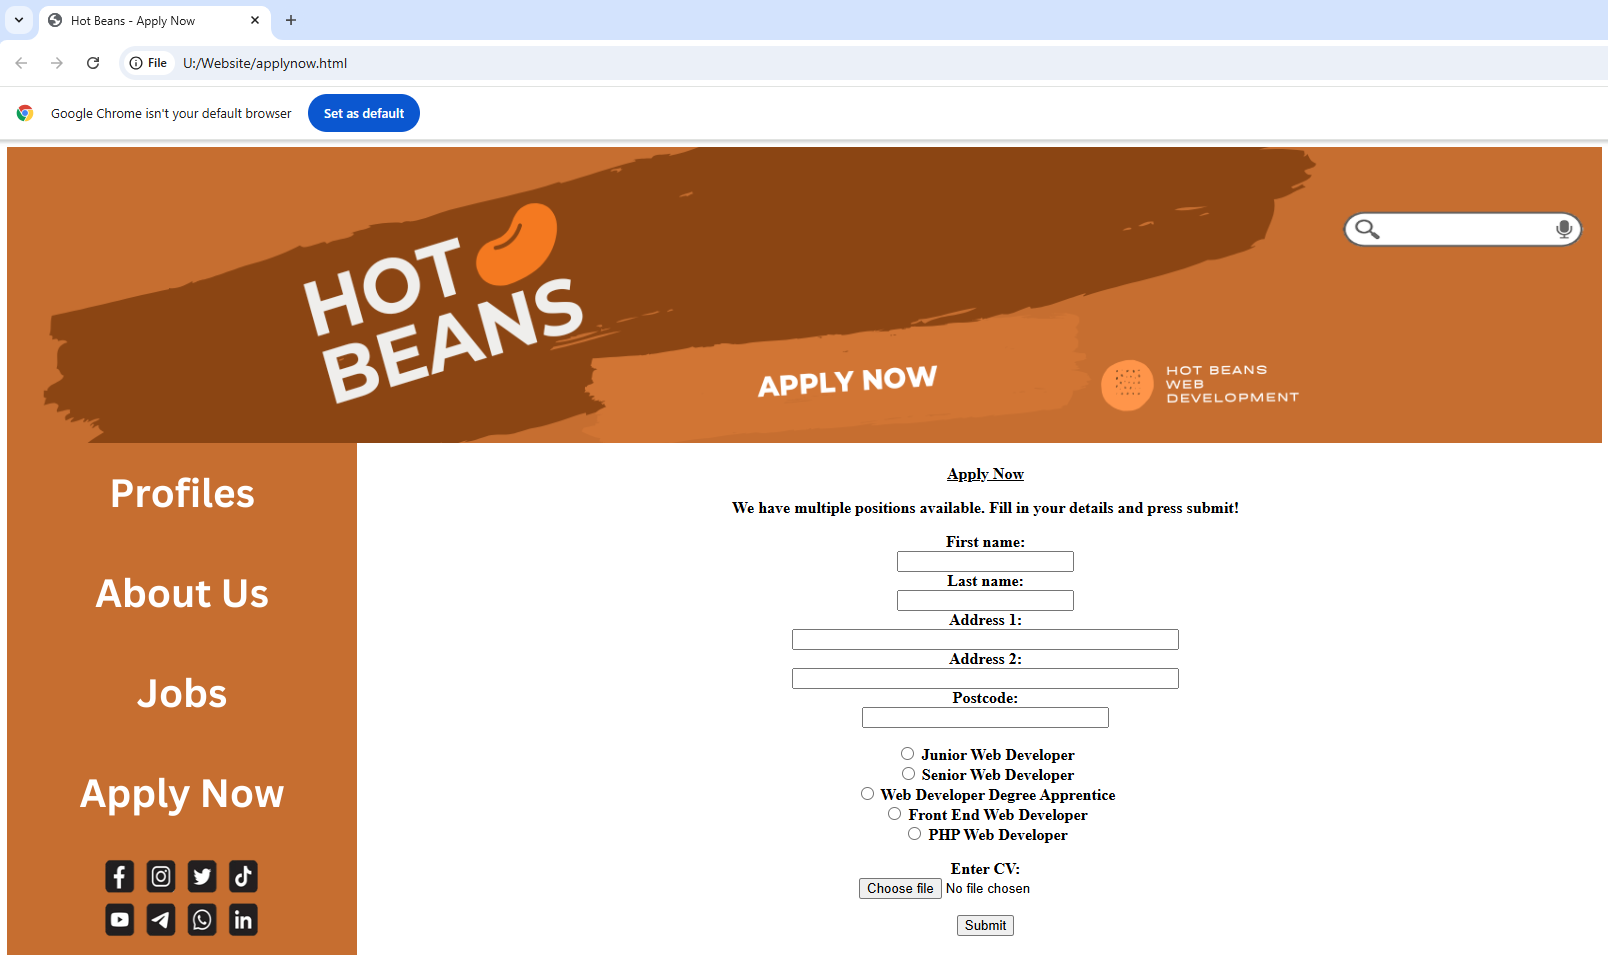 Hot Beans - Apply Now
File
U:/Website/applynow.html
Google Chrome isn't your default browser
Set as default
HOT
BEANS
APPLY NOW
HOT BEANS
WEB
DEVELOPMENT
Profiles
About Us
Jobs
Apply Now
in
Apply Now
We have multiple positions available. Fill in your details and press submit!
First name:
Last name:
Address 1:
Address 2:
Postcode:
Junior Web Developer
Senior Web Developer
Web Developer Degree Apprentice
Front End Web Developer
PHP Web Developer
Enter CV:
Choose file No file chosen
Submit